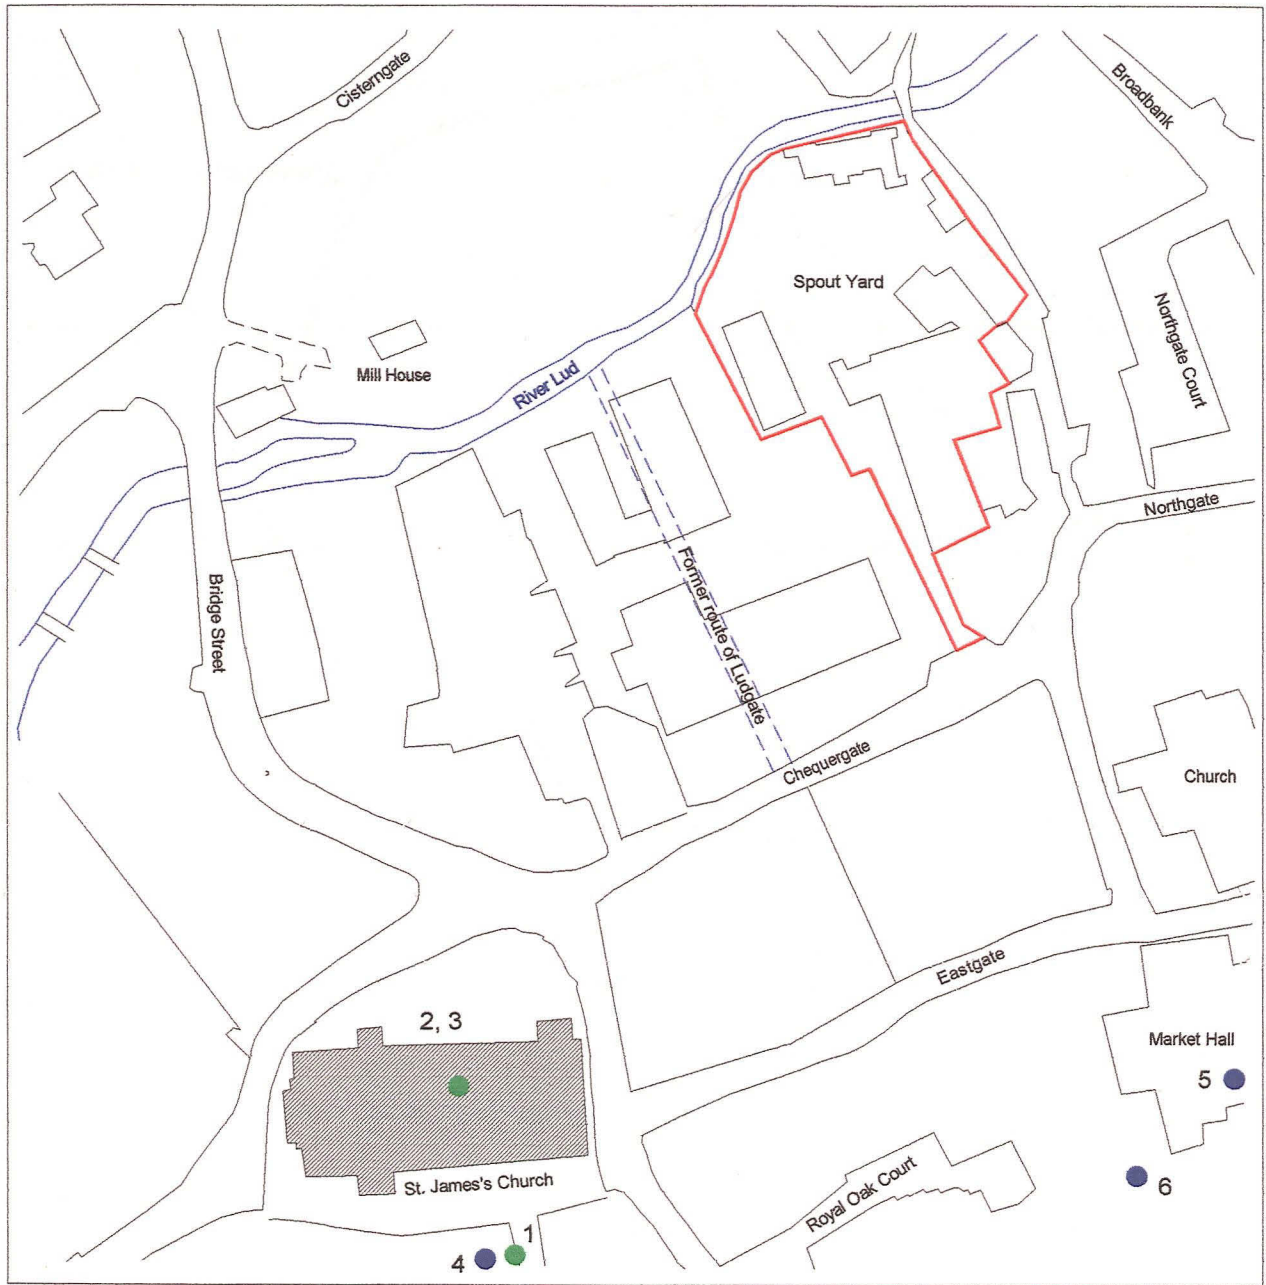 Cisterngate
Broadbank
Spout Yard
Northgate Court
Mill House
River Lud
Northgate
Former route of Ludgate
Bridge Street
Chequergate
Church
Eastgate
2, 3
Market Hall
5
St. James's Church
Royal Oak Court
6
1
4